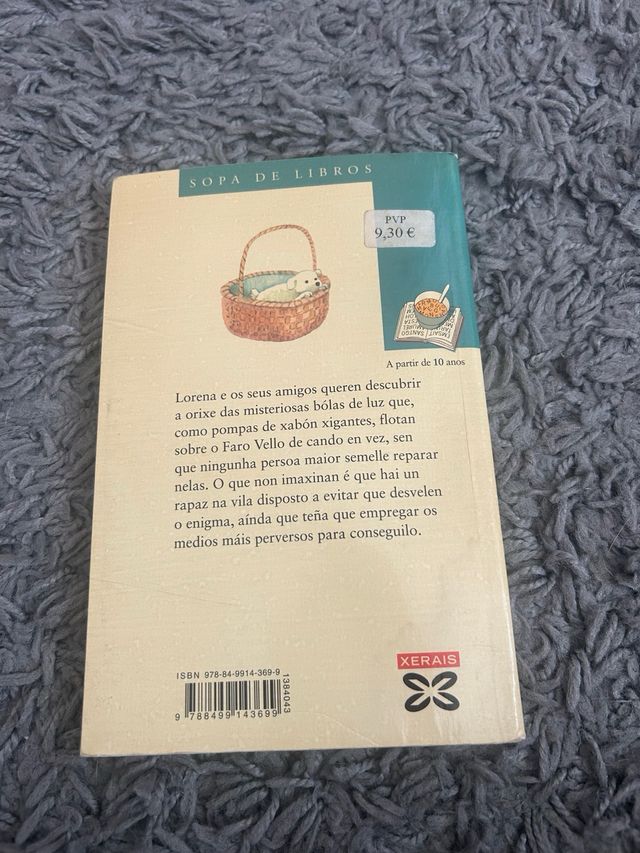 SOPA DE LIBROS
PVP
9,30 €
A partir de 10 anos
Lorena e os seus amigos queren descubrir
a orixe das misteriosas bólas de luz que,
como pompas de xabón xigantes, flotan
sobre o Faro Vello de cando en vez, sen
que ningunha persoa maior semelle reparar
nelas. O que non imaxinan é que hai un
rapaz na vila disposto a evitar que desvelen
o enigma, aínda que teña que empregar os
medios máis perversos para conseguilo.
ISBN 978-84-9914-369-9
1384043
9 788499 143699
XERAIS